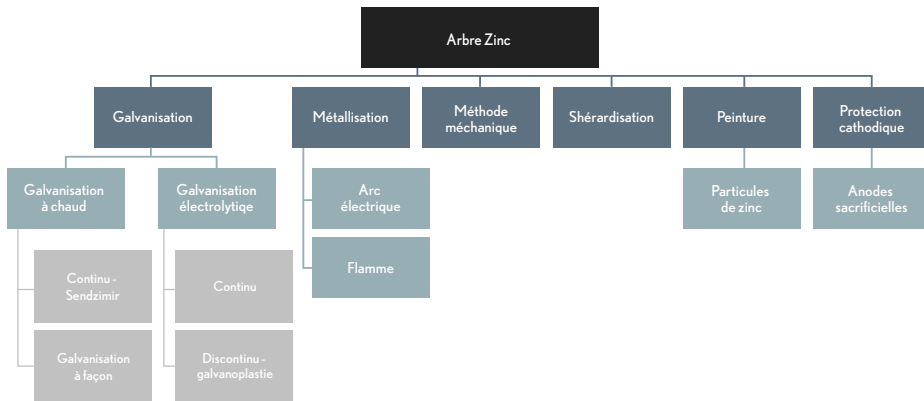 Arbre Zinc
Galvanisation
Métallisation
Méthode
méchanique
Shérardisation
Peinture
Protection
cathodique
Galvanisation
à chaud
Galvanisation
électrolytiqe
Arc
électrique
Particules
de zinc
Anodes
sacrificielles
Flamme
Continu -
Sendzimir
Continu
Galvanisation
à façon
Discontinu -
galvanoplastie